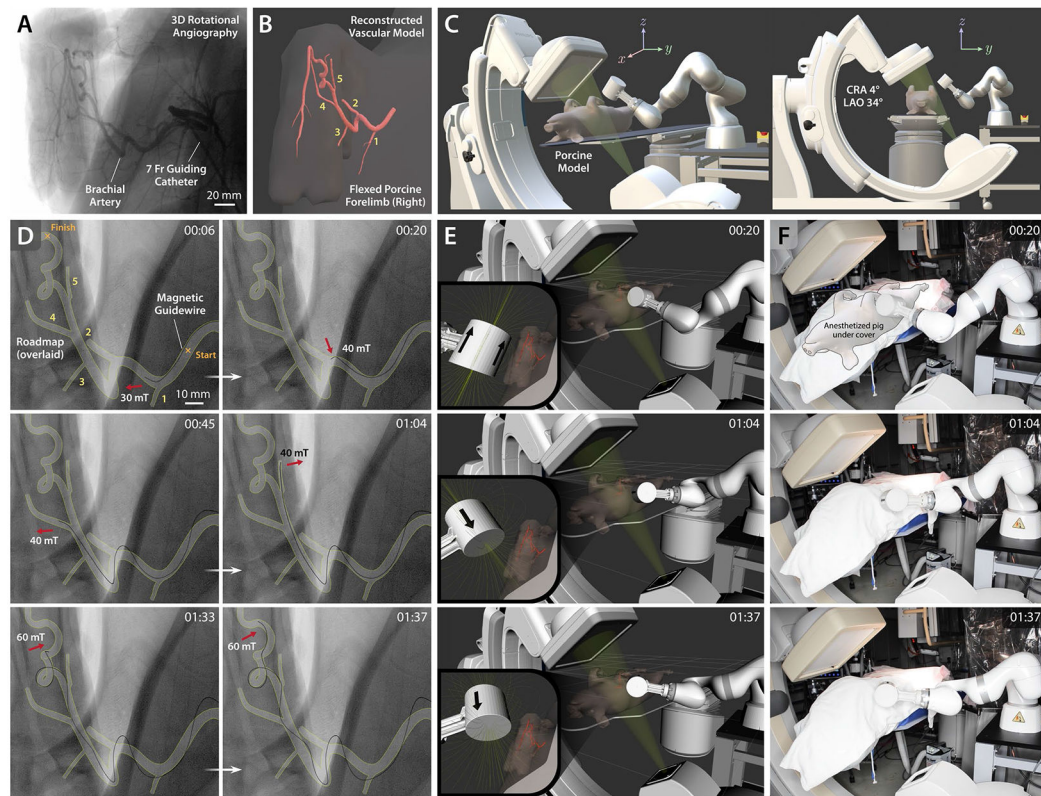 A
3D Rotational
Angiography
Brachial
Artery
7 Fr Guiding
Catheter
20 mm
B
Reconstructed
Vascular Model
5
4
2
3
1
Flexed Porcine
Forelimb (Right)
C
z
y
x
Porcine
Model
z
y
CRA 4°
LAO 34°
D
Finish
00:06
5
4
2
Magnetic
Guidewire
Roadmap
(overlaid)
Start
3
30 mT
1
10 mm
00:20
40 mT
00:45
40 mT
01:04
40 mT
01:33
60 mT
01:37
60 mT
E
00:20
01:04
01:37
F
00:20
Anesthetized pig
under cover
01:04
01:37